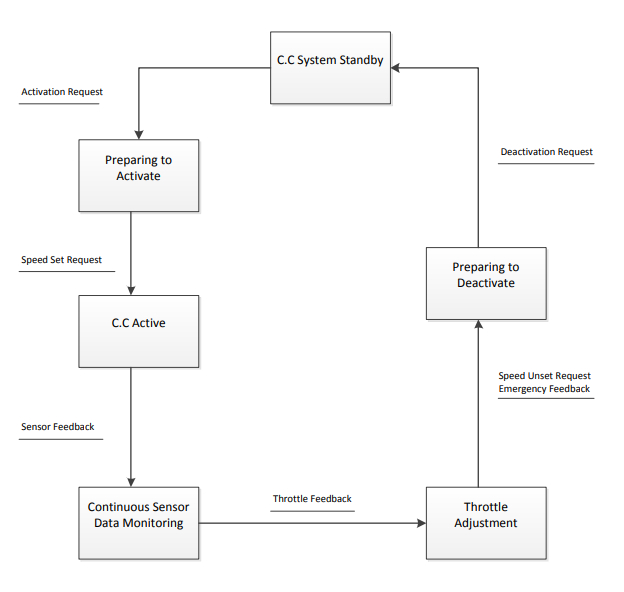 C.C System Standby
Activation Request
Preparing to
Activate
Deactivation Request
Speed Set Request
Preparing to
Deactivate
C.C Active
Speed Unset Request
Emergency Feedback
Sensor Feedback
Continuous Sensor
Data Monitoring
Throttle Feedback
Throttle
Adjustment